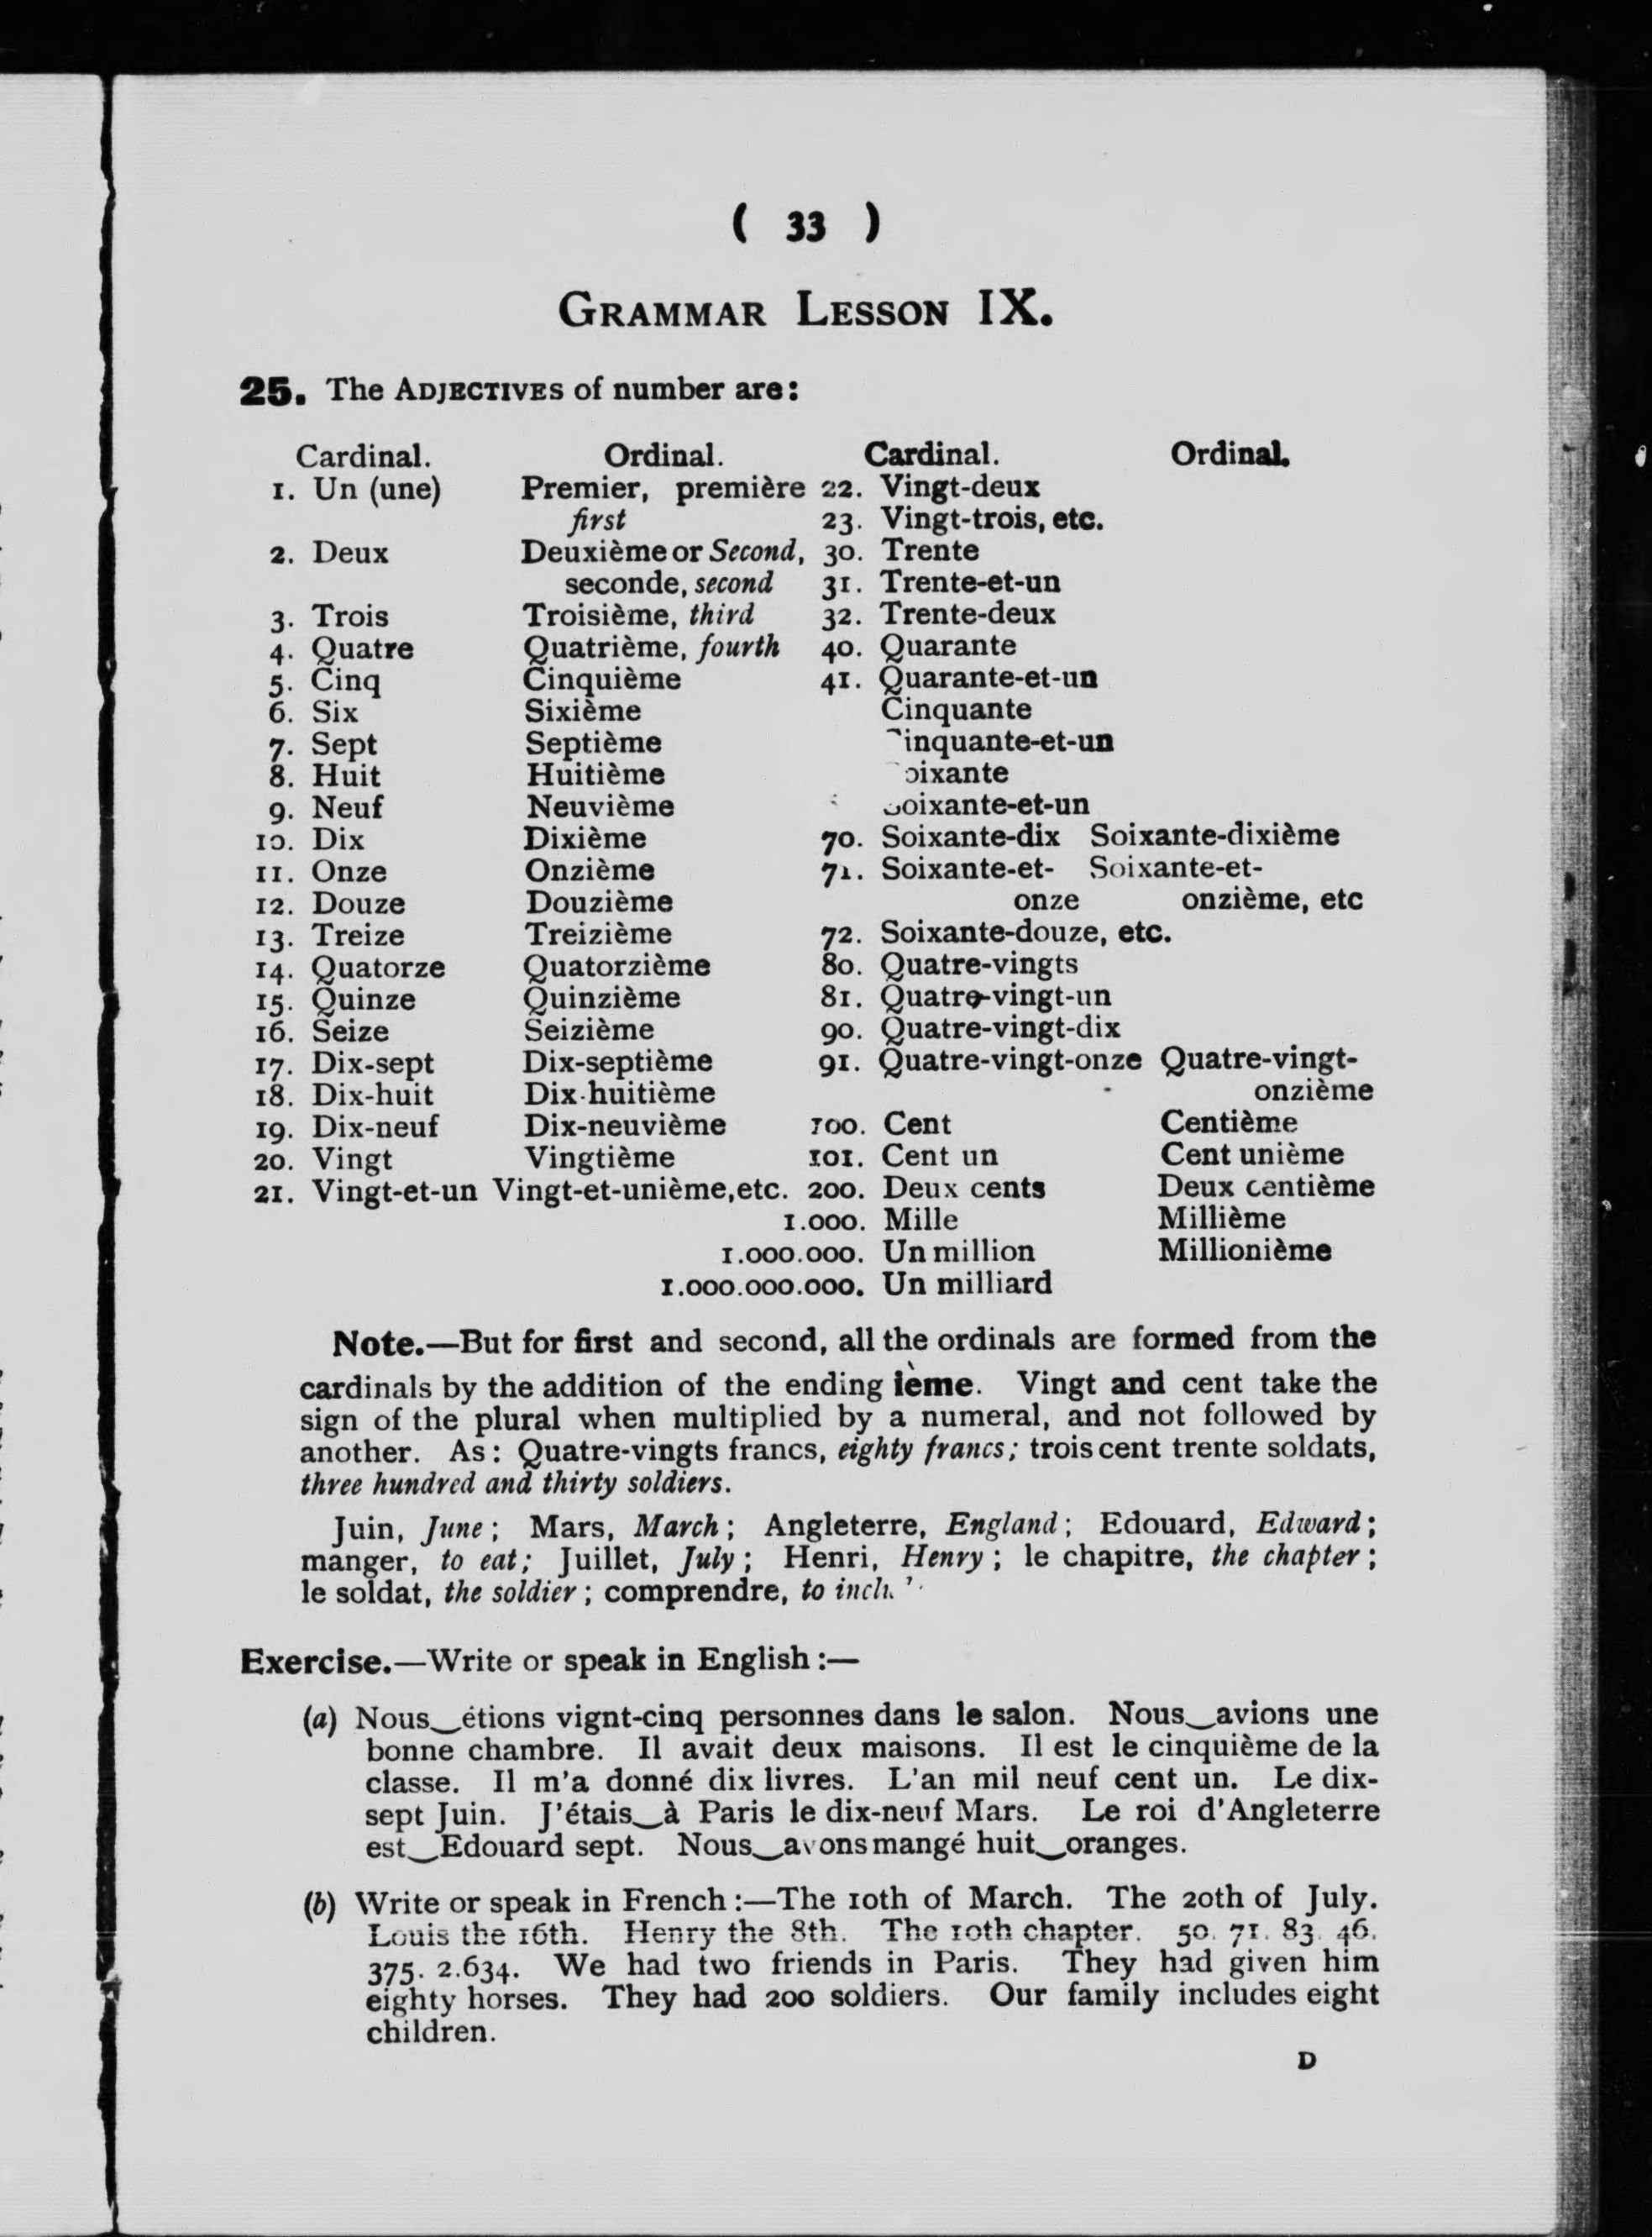 ( 33 )
GRAMMAR LESSON IX.
25. The ADJECTIVES of number are:
Cardinal. Ordinal. Cardinal. Ordinal.
1. Un (une) Premier, première 22. Vingt-deux
first 23. Vingt-trois, etc.
2. Deux Deuxième or Second, 30. Trente
seconde, second 31. Trente-et-un
3. Trois Troisième, third 32. Trente-deux
4. Quatre Quatrième, fourth 40. Quarante
5. Cinq Cinquième 41. Quarante-et-un
6. Six Sixième Cinquante
7. Sept Septième inquante-et-un
8. Huit Huitième oixante
9. Neuf Neuvième Soixante-et-un
10. Dix Dixième 70. Soixante-dix Soixante-dixième
11. Onze Onzième 71. Soixante-et- Soixante-et-
12. Douze Douzième onze onzième, etc
13. Treize Treizième 72. Soixante-douze, etc.
14. Quatorze Quatorzième 80. Quatre-vingts
15. Quinze Quinzième 81. Quatre-vingt-un
16. Seize Seizième 90. Quatre-vingt-dix
17. Dix-sept Dix-septième 91. Quatre-vingt-onze Quatre-vingt-
18. Dix-huit Dix-huitième onzième
19. Dix-neuf Dix-neuvième 100. Cent Centième
20. Vingt Vingtième 101. Cent un Cent unième
21. Vingt-et-un Vingt-et-unième, etc. 200. Deux cents Deux centième
1.000. Mille Millième
1.000.000. Un million Millionième
1.000.000.000. Un milliard
Note.—But for first and second, all the ordinals are formed from the
cardinals by the addition of the ending ième. Vingt and cent take the
sign of the plural when multiplied by a numeral, and not followed by
another. As: Quatre-vingts francs, eighty francs; trois cent trente soldats,
three hundred and thirty soldiers.
Juin, June; Mars, March; Angleterre, England; Edouard, Edward;
manger, to eat; Juillet, July; Henri, Henry; le chapitre, the chapter;
le soldat, the soldier; comprendre, to
Exercise.—Write or speak in English:—
(a) Nous‿étions vignt-cinq personnes dans le salon. Nous‿avions une
bonne chambre. Il avait deux maisons. Il est le cinquième de la
classe. Il m'a donné dix livres. L'an mil neuf cent un. Le dix-
sept Juin. J'étais‿à Paris le dix-neuf Mars. Le roi d'Angleterre
est‿Edouard sept. Nous‿avons mangé huit‿oranges.
(b) Write or speak in French:—The 10th of March. The 20th of July.
Louis the 16th. Henry the 8th. The 10th chapter. 50. 71. 83. 46.
375. 2.634. We had two friends in Paris. They had given him
eighty horses. They had 200 soldiers. Our family includes eight
children.
D